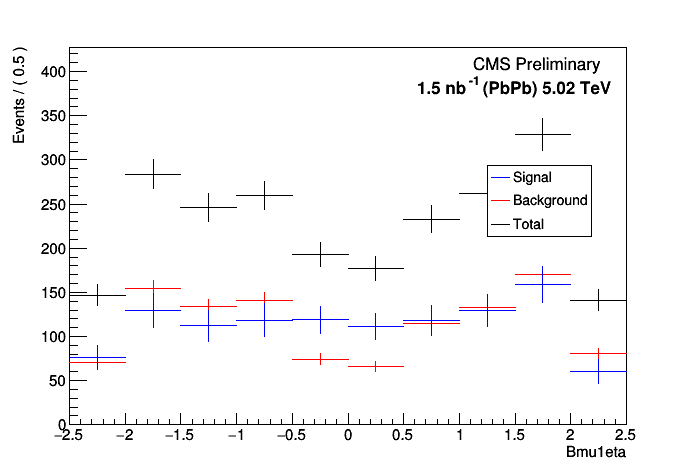 CMS Preliminary
1.5 nb-1 (PbPb) 5.02 TeV
Events / ( 0.5 )
400
350
300
250
200
150
100
50
0
Signal
Background
Total
−2.5 −2 −1.5 −1 −0.5 0 0.5 1 1.5 2 2.5
Bmu1eta